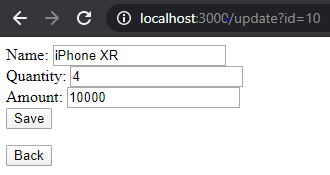 localhost:3000/update?id=10
Name: iPhone XR
Quantity: 4
Amount: 10000
Save
Back